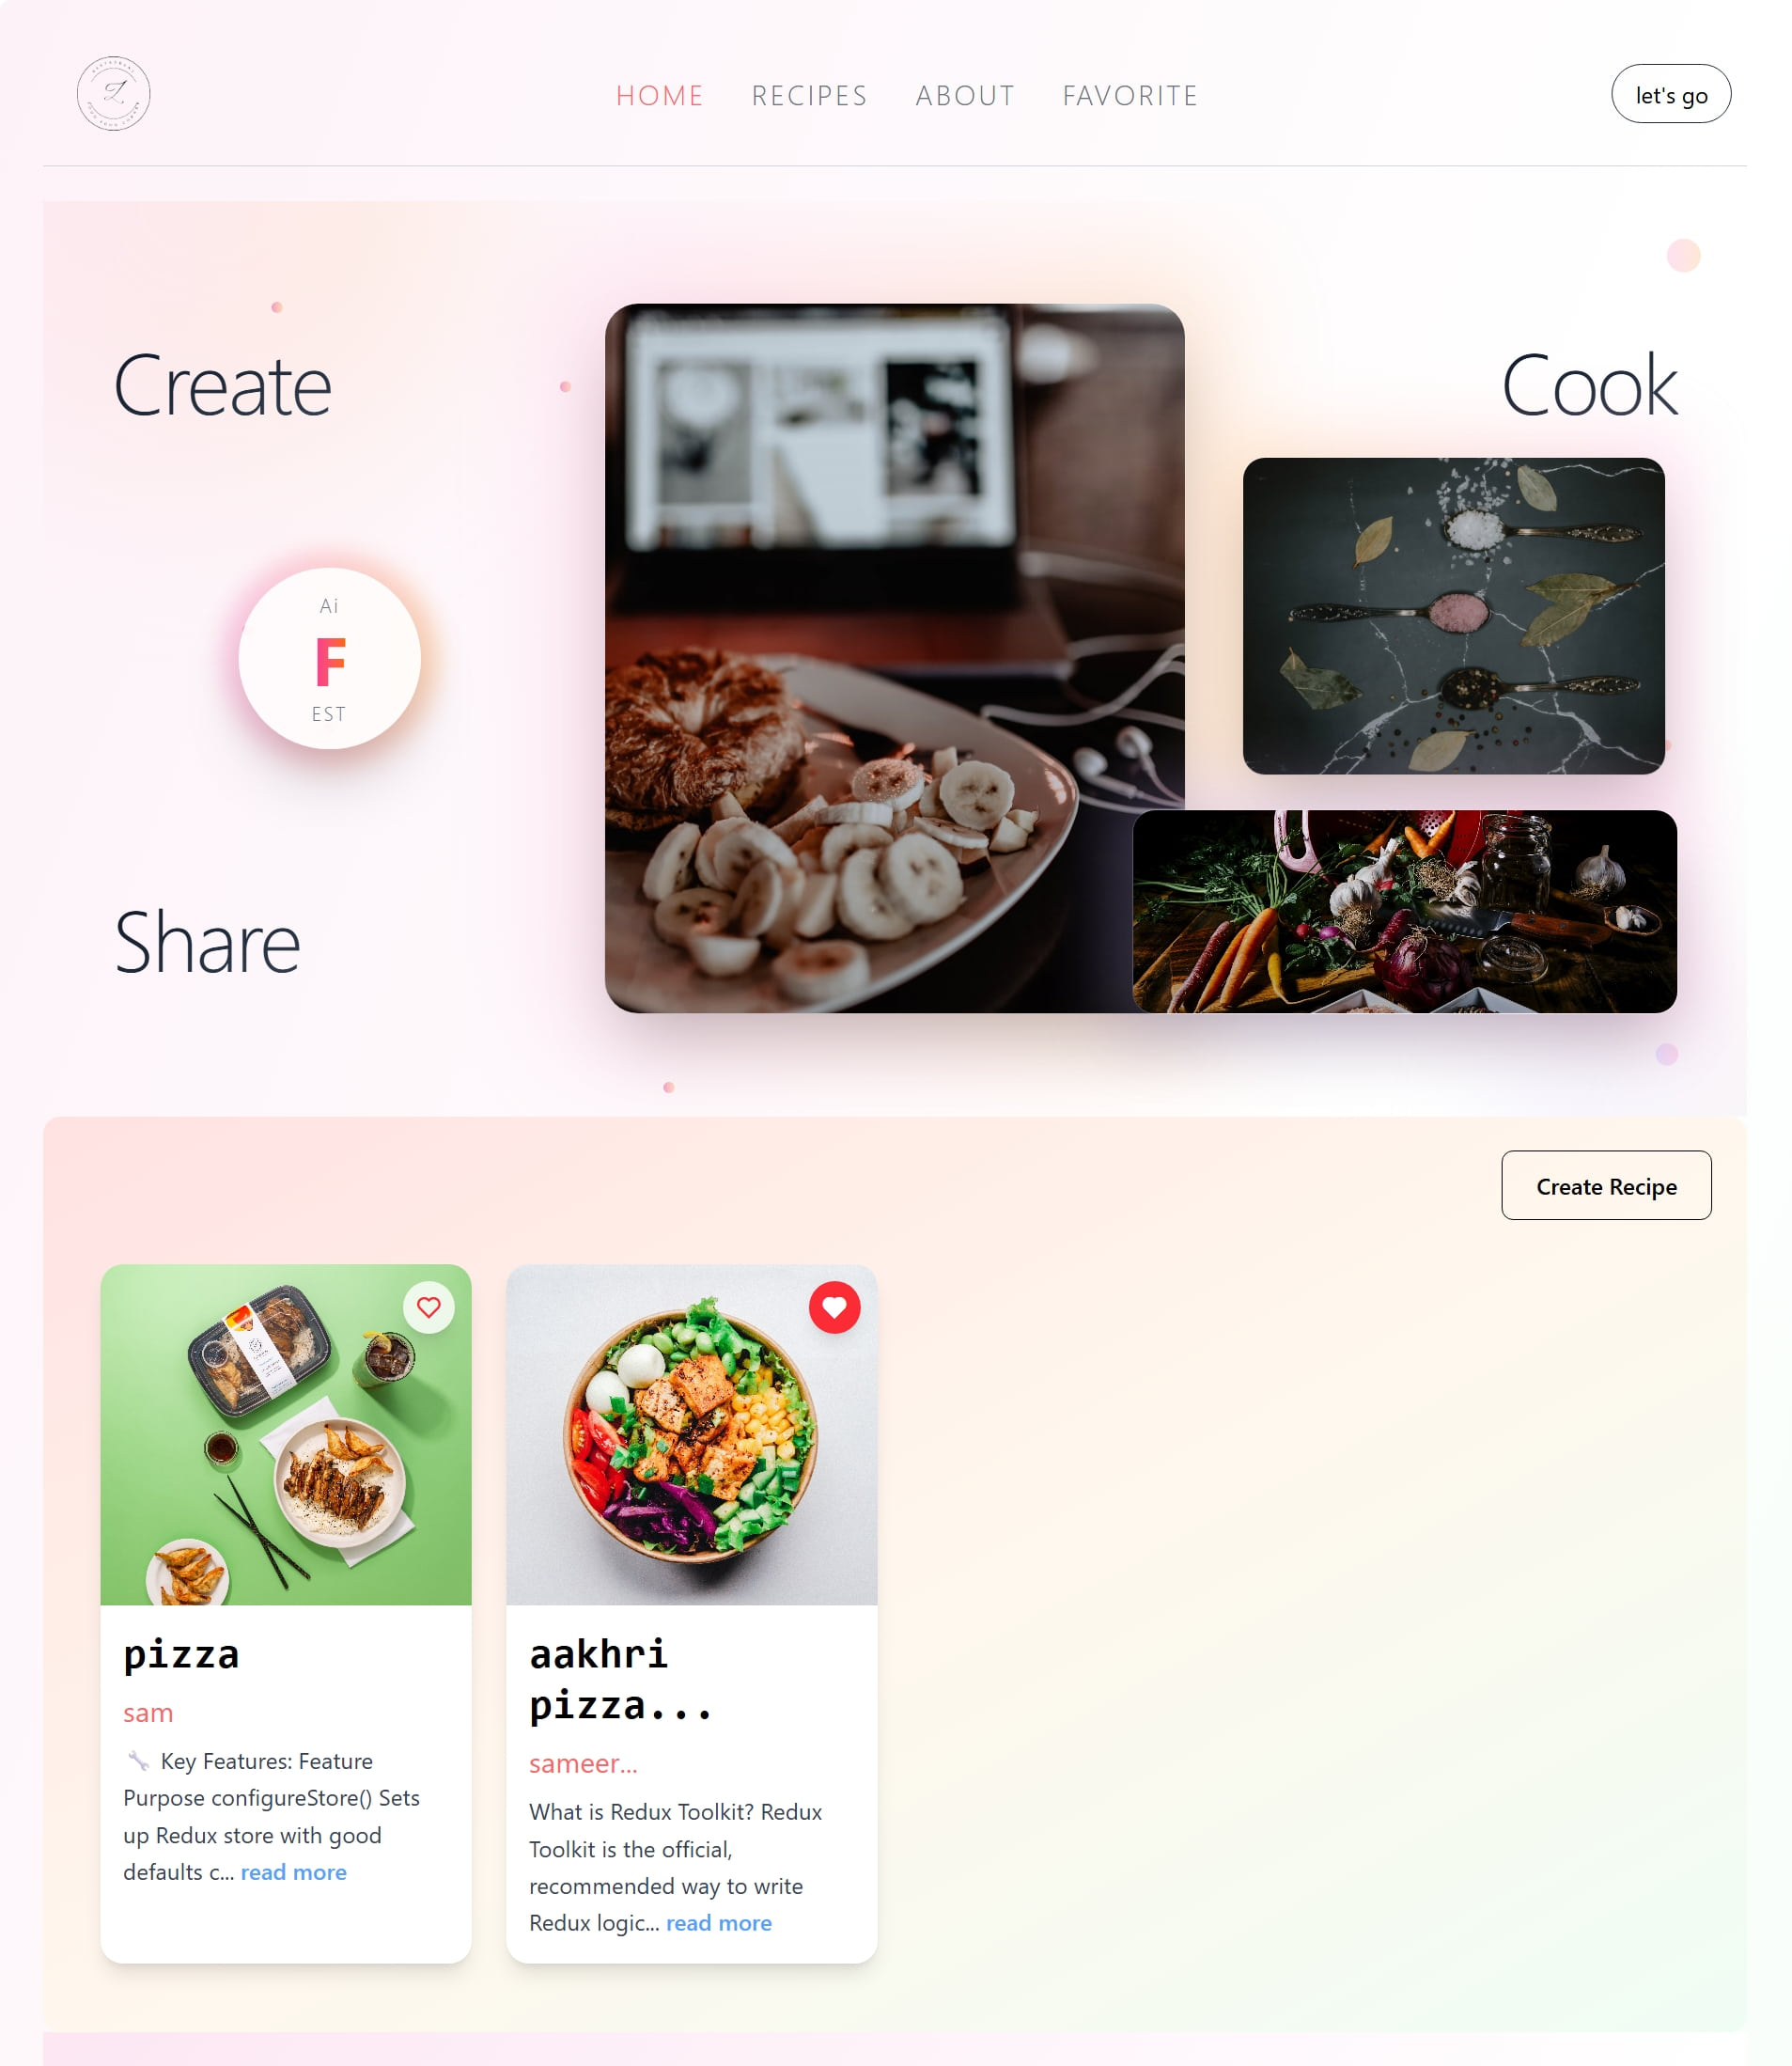 HOME RECIPES ABOUT FAVORITE
let's go
Create
Cook
Ai
F
EST
Share
Create Recipe
pizza
sam
🔧 Key Features: Feature
Purpose configureStore() Sets
up Redux store with good
defaults c... read more
aakhri
pizza...
sameer...
What is Redux Toolkit? Redux
Toolkit is the official,
recommended way to write
Redux logic... read more